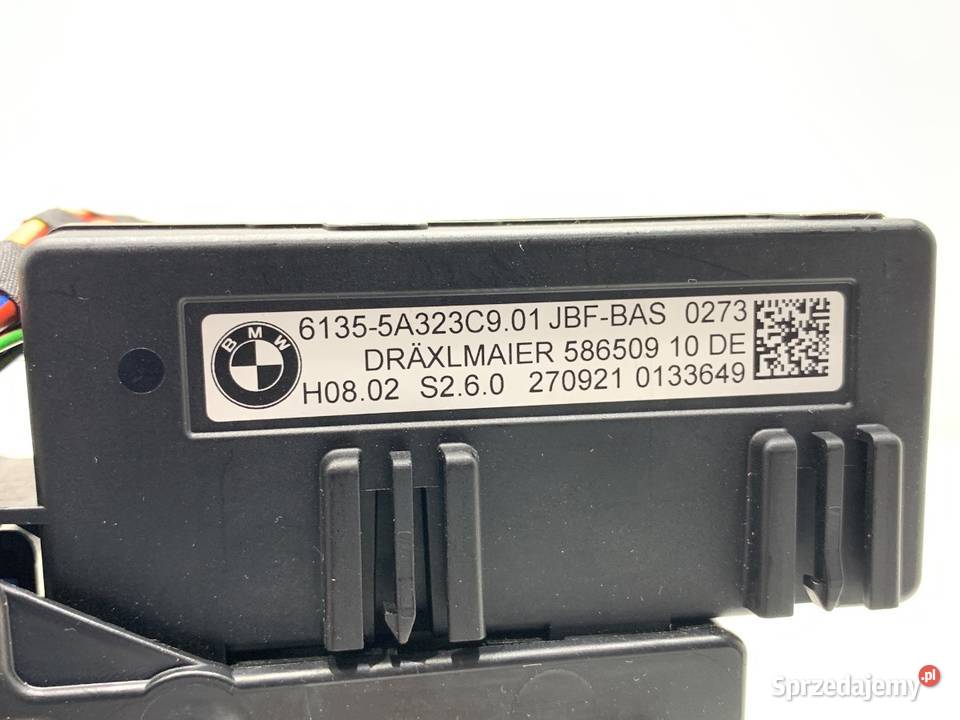 BMW
6135-5A323C9.01 JBF-BAS 0273
DRÄXLMAIER 586509 10 DE
H08.02 S2.6.0 270921 0133649
Sprzedajemy.pl